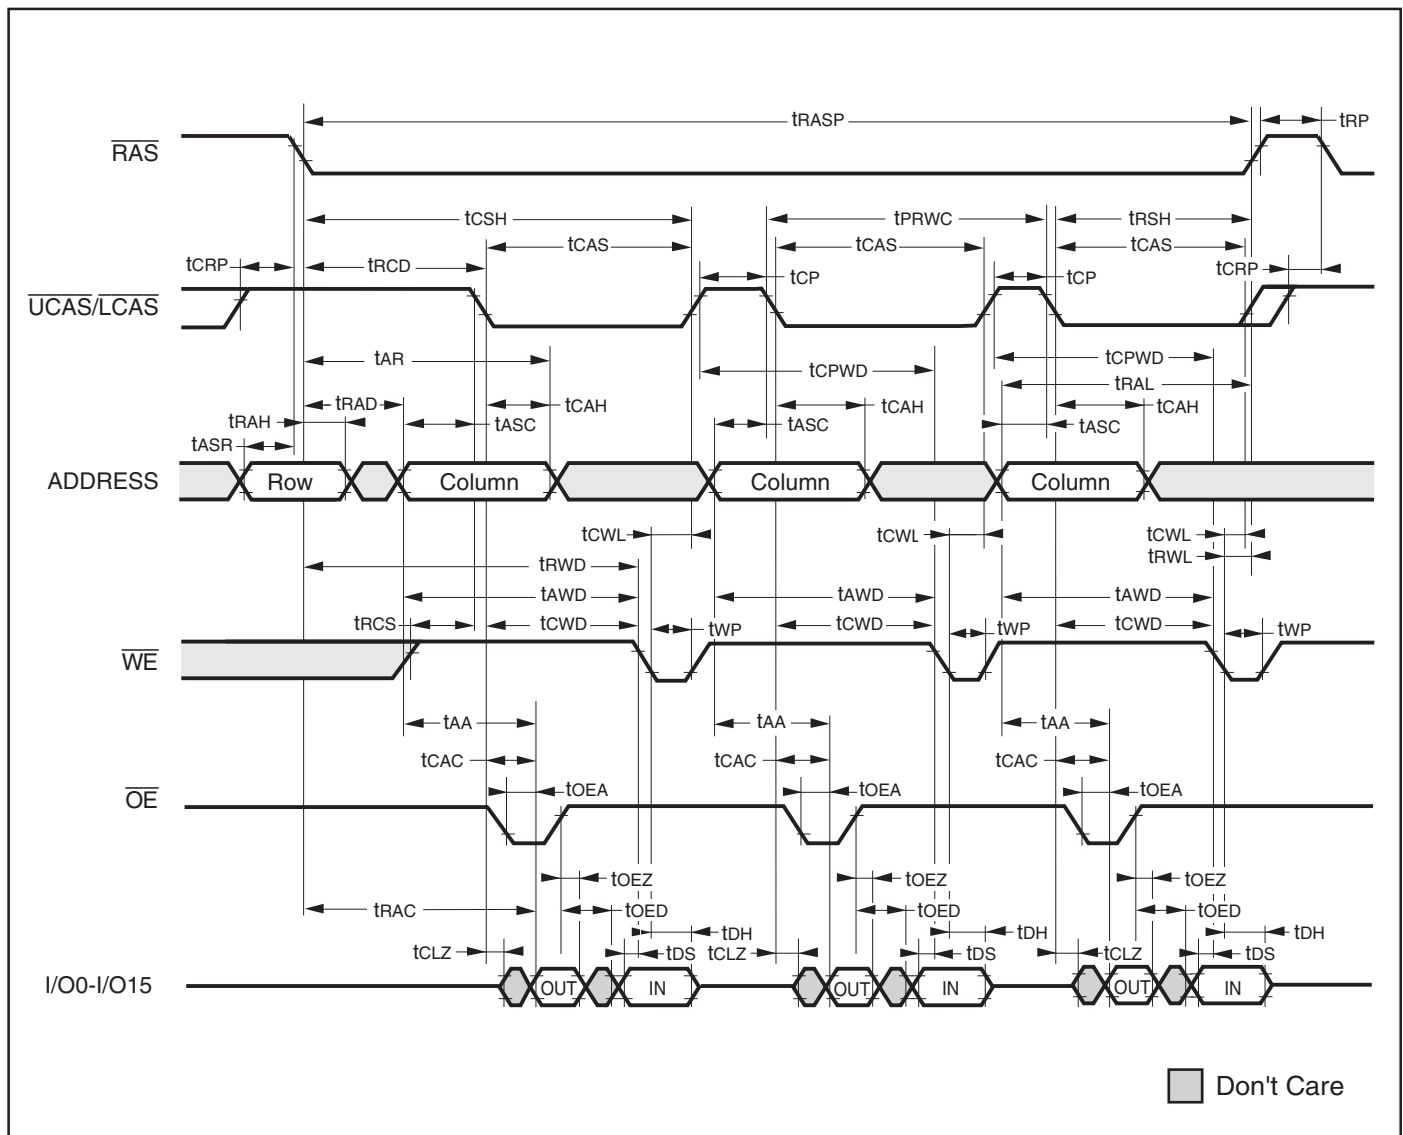 tRASP tRP
RAS
tCSH tPRWC tRSH
tCAS tCAS tCAS
tCRP tRCD tCP tCP tCRP
UCAS/LCAS
tAR tCPWD tCPWD
tRAL
tRAD tCAH tCAH tCAH
tRAH tASC tASC tASC
tASR
ADDRESS Row Column Column Column
tCWL tCWL tCWL
tRWL
tRWD
tAWD tAWD tAWD
tRCS tCWD tWP tCWD tWP tCWD tWP
WE
tAA tAA tAA
tCAC tCAC tCAC
tOEA tOEA tOEA
OE
tOEZ tOEZ tOEZ
tRAC tOED tOED tOED
tDH tDH tDH
tCLZ tDS tCLZ tDS tCLZ tDS
I/O0-I/O15 OUT IN OUT IN OUT IN
Don't Care